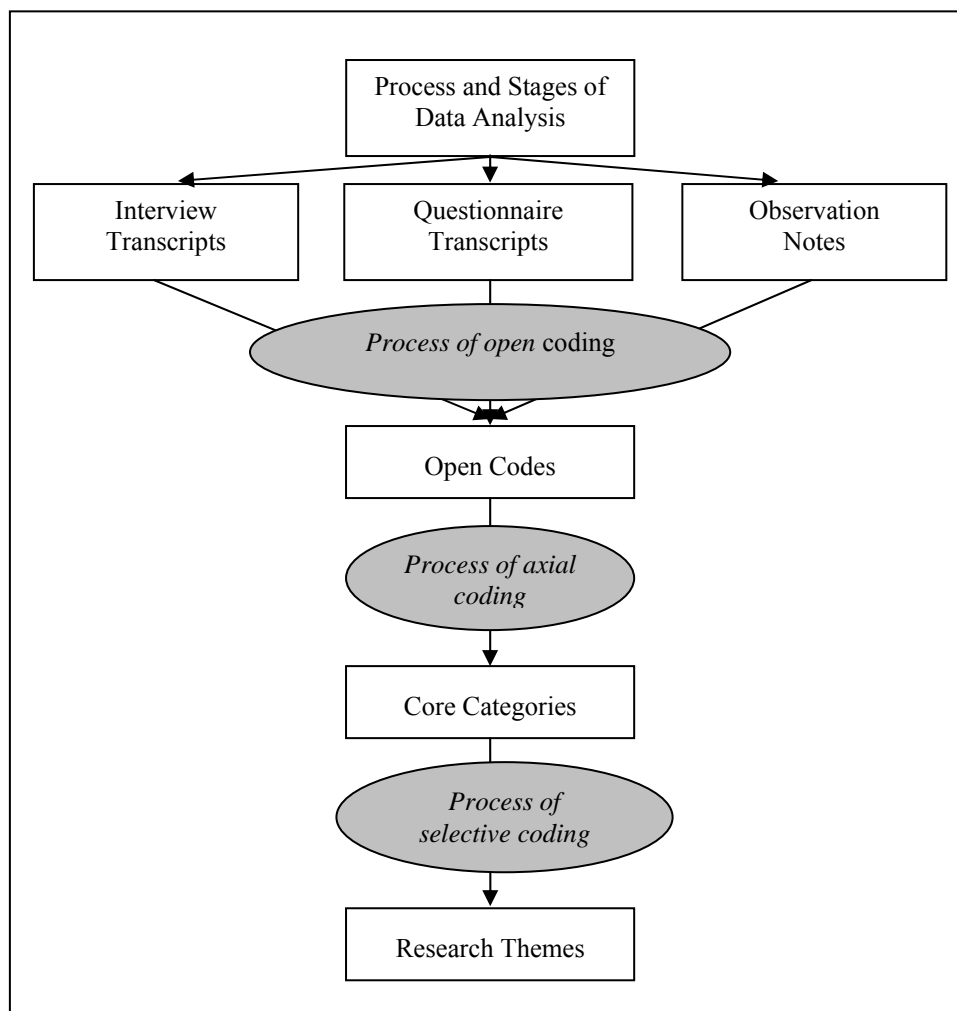 Process and Stages of
Data Analysis
Interview
Transcripts
Questionnaire
Transcripts
Observation
Notes
Process of open coding
Open Codes
Process of axial
coding
Core Categories
Process of
selective coding
Research Themes